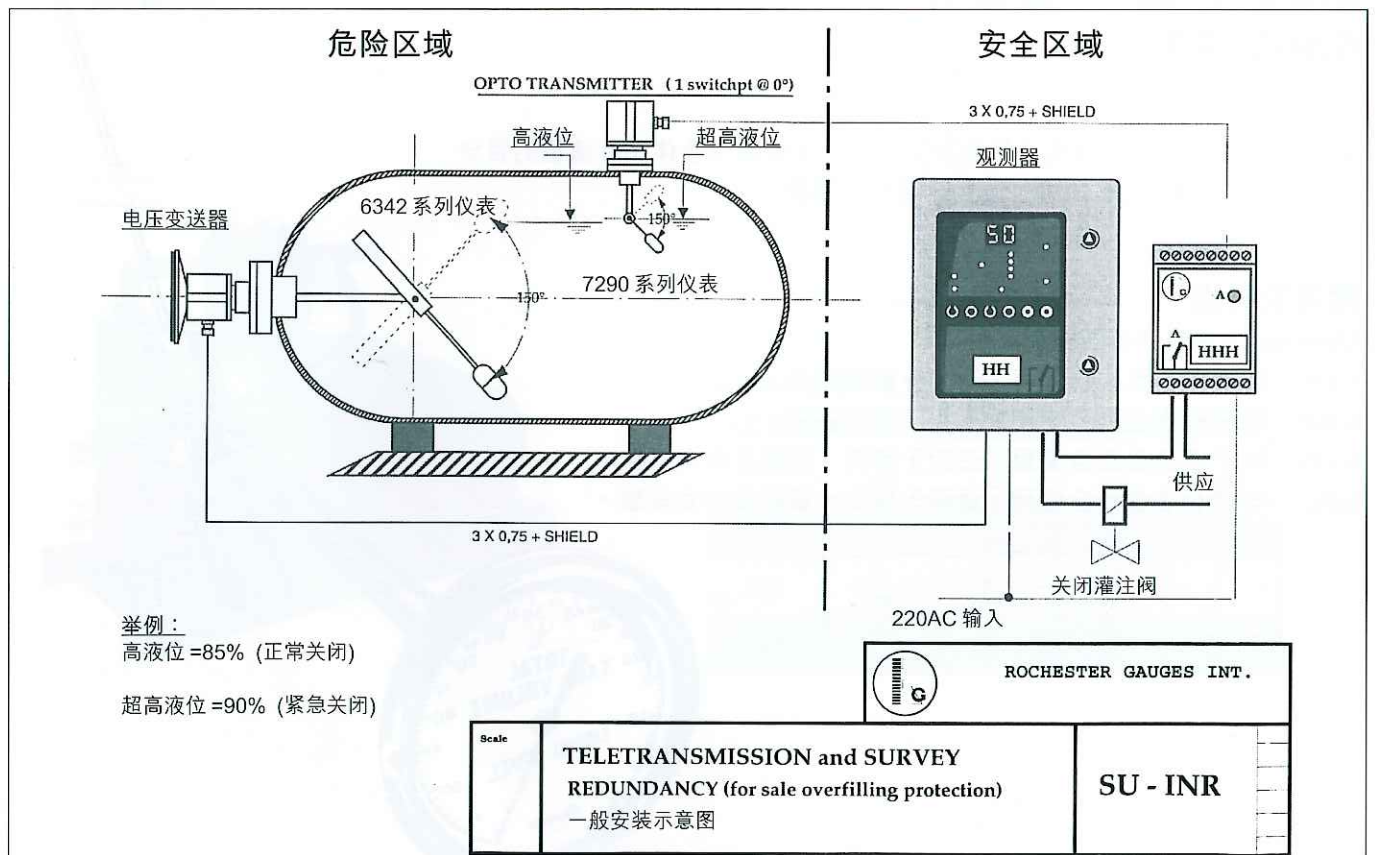 危险区域
安全区域
OPTO TRANSMITTER (1 switchpt @ 0°)
3 X 0,75 + SHIELD
高液位
超高液位
观测器
6342 系列仪表
电压变送器
150°
7290 系列仪表
150°
50
HH
A
A
HHH
供应
3 X 0,75 + SHIELD
关闭灌注阀
220AC 输入
举例：
高液位 =85% (正常关闭)
超高液位 =90% (紧急关闭)
G
ROCHESTER GAUGES INT.
Scale
TELETRANSMISSION and SURVEY
REDUNDANCY (for sale overfilling protection)
一般安装示意图
SU - INR